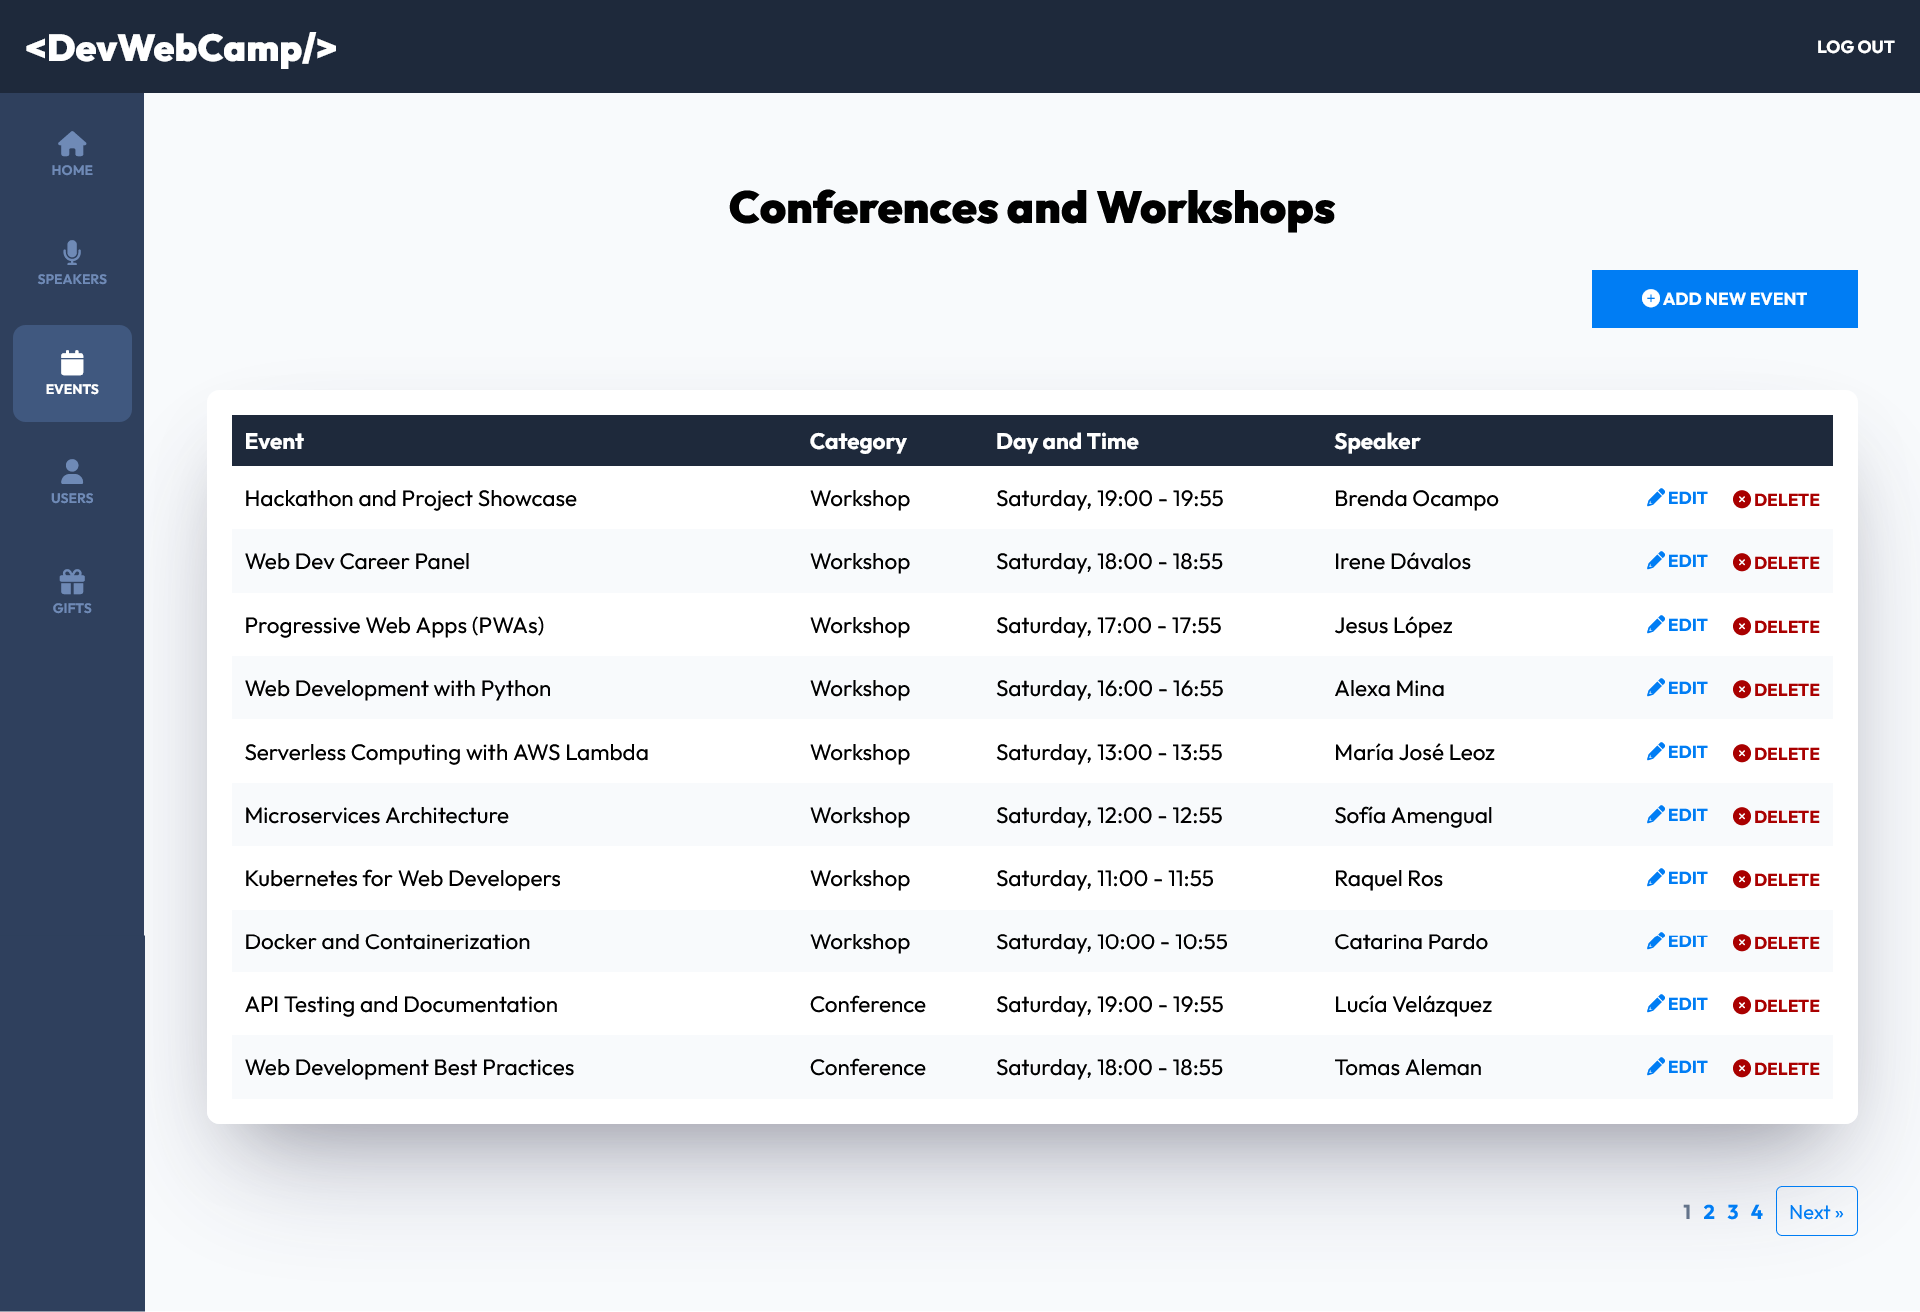 <DevWebCamp/>
LOG OUT
HOME
SPEAKERS
EVENTS
USERS
GIFTS
Conferences and Workshops
ADD NEW EVENT
Event Category Day and Time Speaker
Hackathon and Project Showcase Workshop Saturday, 19:00 - 19:55 Brenda Ocampo EDIT DELETE
Web Dev Career Panel Workshop Saturday, 18:00 - 18:55 Irene Dávalos EDIT DELETE
Progressive Web Apps (PWAs) Workshop Saturday, 17:00 - 17:55 Jesus López EDIT DELETE
Web Development with Python Workshop Saturday, 16:00 - 16:55 Alexa Mina EDIT DELETE
Serverless Computing with AWS Lambda Workshop Saturday, 13:00 - 13:55 María José Leoz EDIT DELETE
Microservices Architecture Workshop Saturday, 12:00 - 12:55 Sofía Amengual EDIT DELETE
Kubernetes for Web Developers Workshop Saturday, 11:00 - 11:55 Raquel Ros EDIT DELETE
Docker and Containerization Workshop Saturday, 10:00 - 10:55 Catarina Pardo EDIT DELETE
API Testing and Documentation Conference Saturday, 19:00 - 19:55 Lucía Velázquez EDIT DELETE
Web Development Best Practices Conference Saturday, 18:00 - 18:55 Tomas Aleman EDIT DELETE
1 2 3 4 Next »